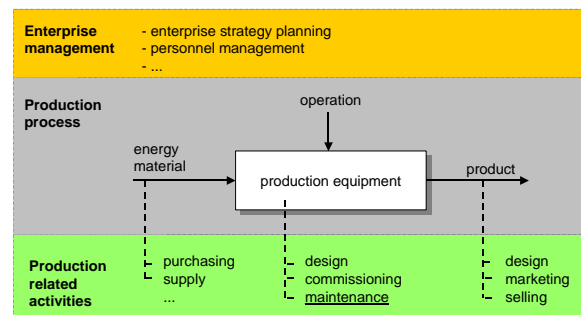 Enterprise
management
- enterprise strategy planning
- personnel management
- ...
Production
process
operation
energy
material
production equipment
product
Production
related
activities
purchasing
supply
...
design
commissioning
maintenance
design
marketing
selling